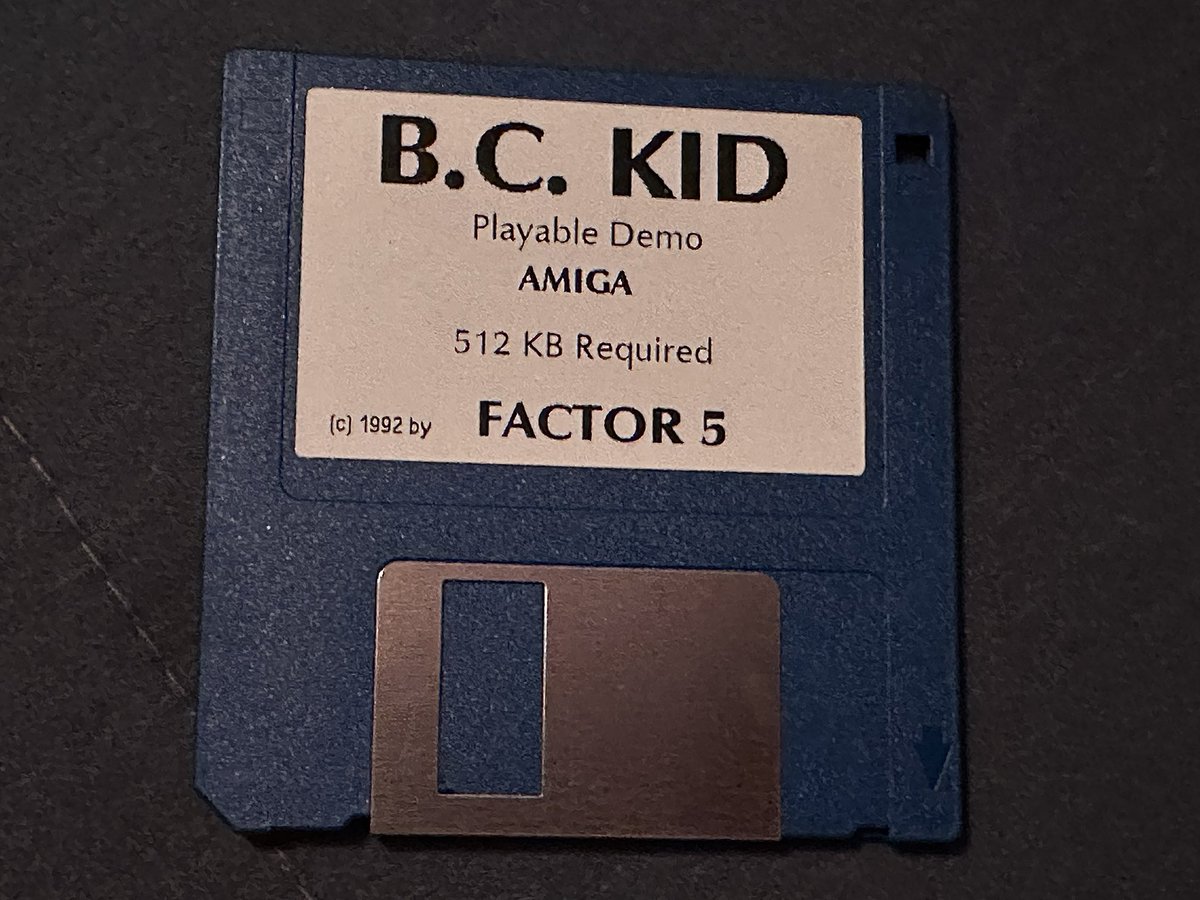 B.C. KID
Playable Demo
AMIGA
512 KB Required
(c) 1992 by FACTOR 5